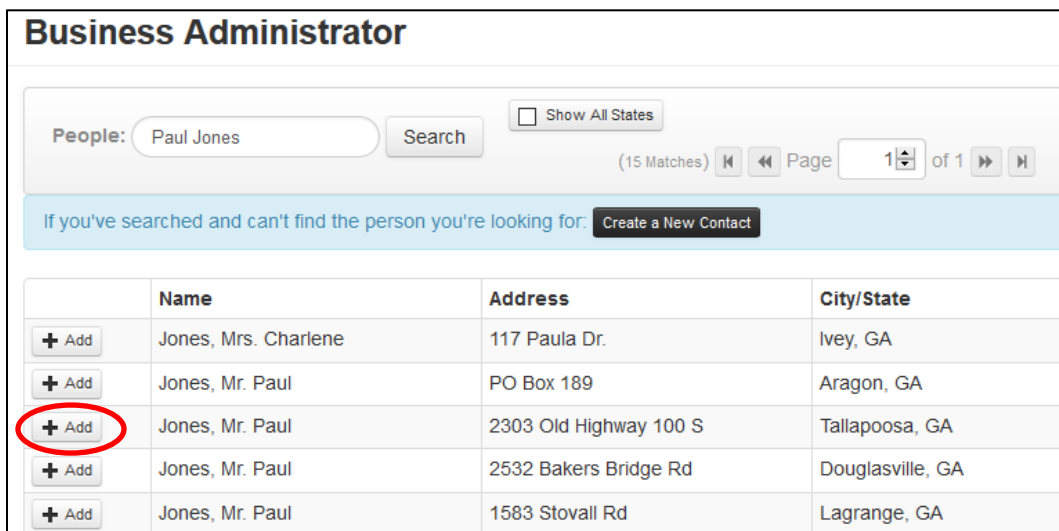 Business Administrator
Show All States
People: Paul Jones Search
(15 Matches) Page 1 of 1
If you've searched and can't find the person you're looking for: Create a New Contact
Name Address City/State
Add Jones, Mrs. Charlene 117 Paula Dr. Ivey, GA
Add Jones, Mr. Paul PO Box 189 Aragon, GA
Add Jones, Mr. Paul 2303 Old Highway 100 S Tallapoosa, GA
Add Jones, Mr. Paul 2532 Bakers Bridge Rd Douglasville, GA
Add Jones, Mr. Paul 1583 Stovall Rd Lagrange, GA